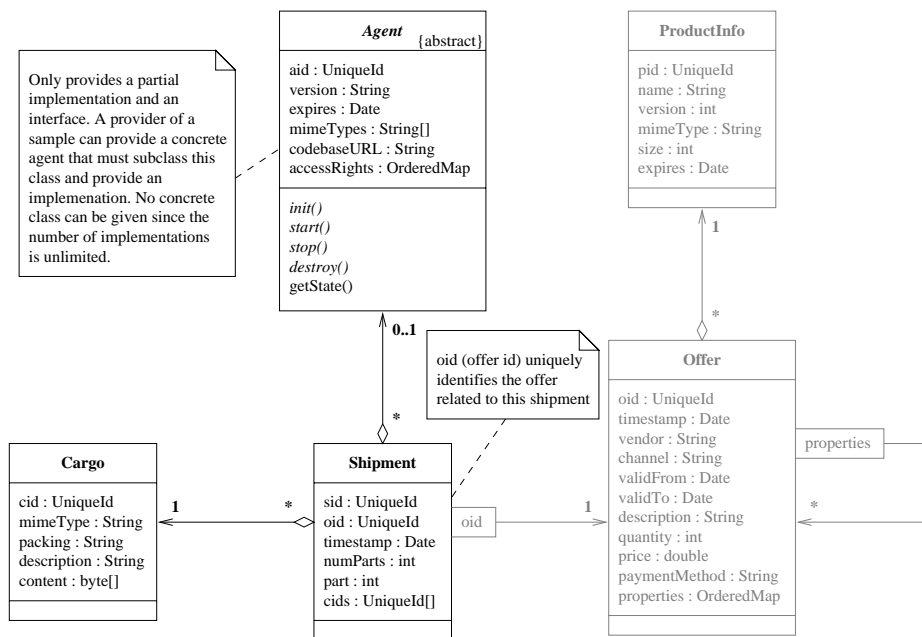 Agent
{abstract}
aid : UniqueId
version : String
expires : Date
mimeTypes : String[]
codebaseURL : String
accessRights : OrderedMap
init()
start()
stop()
destroy()
getState()
Only provides a partial
implementation and an
interface. A provider of a
sample can provide a concrete
agent that must subclass this
class and provide an
implemenation. No concrete
class can be given since the
number of implementations
is unlimited.
ProductInfo
pid : UniqueId
name : String
version : int
mimeType : String
size : int
expires : Date
1
*
0..1
*
oid (offer id) uniquely
identifies the offer
related to this shipment
Offer
oid : UniqueId
timestamp : Date
vendor : String
channel : String
validFrom : Date
validTo : Date
description : String
quantity : int
price : double
paymentMethod : String
properties : OrderedMap
properties
*
Cargo
cid : UniqueId
mimeType : String
packing : String
description : String
content : byte[]
1
*
Shipment
sid : UniqueId
oid : UniqueId
timestamp : Date
numParts : int
part : int
cids : UniqueId[]
oid
1